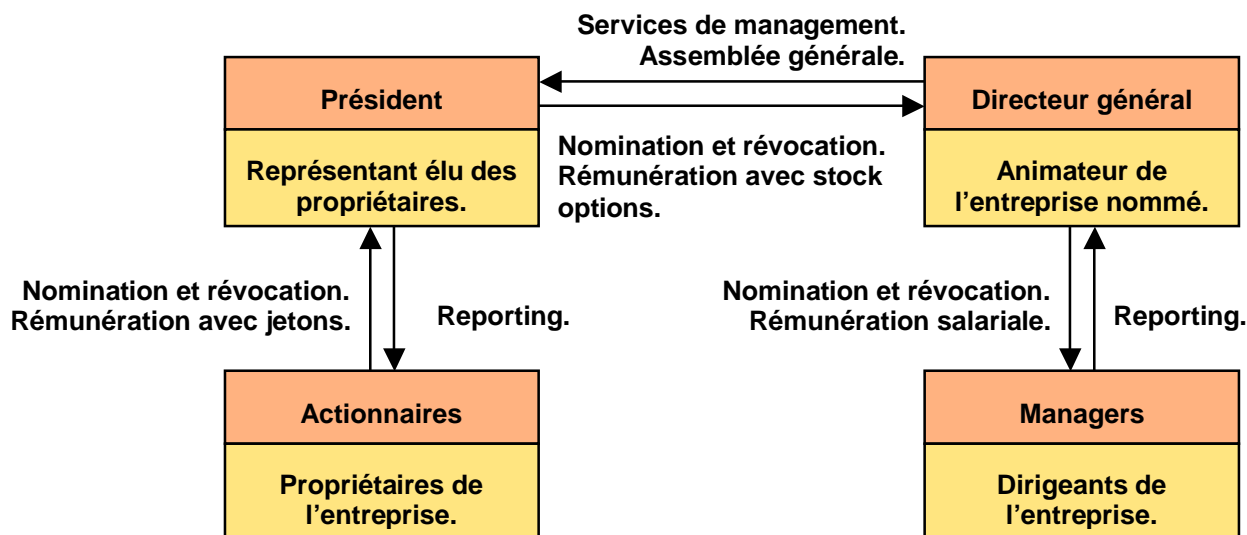 Services de management.
Assemblée générale.
Président
Directeur général
Représentant élu des
propriétaires.
Nomination et révocation.
Rémunération avec stock
options.
Animateur de
l’entreprise nommé.
Nomination et révocation.
Rémunération avec jetons.
Reporting.
Nomination et révocation.
Rémunération salariale.
Reporting.
Actionnaires
Managers
Propriétaires de
l’entreprise.
Dirigeants de
l’entreprise.